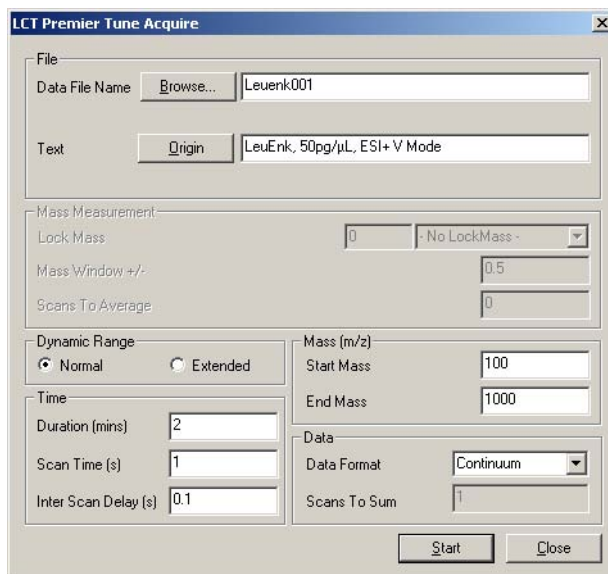 LCT Premier Tune Acquire
File
Data File Name Browse... Leuenk001
Text Origin LeuEnk, 50pg/µL, ESI+ V Mode
Mass Measurement
Lock Mass 0 - No LockMass -
Mass Window +/- 0.5
Scans To Average 0
Dynamic Range
Normal Extended
Time
Duration (mins) 2
Scan Time (s) 1
Inter Scan Delay (s) 0.1
Mass (m/z)
Start Mass 100
End Mass 1000
Data
Data Format Continuum
Scans To Sum 1
Start Close